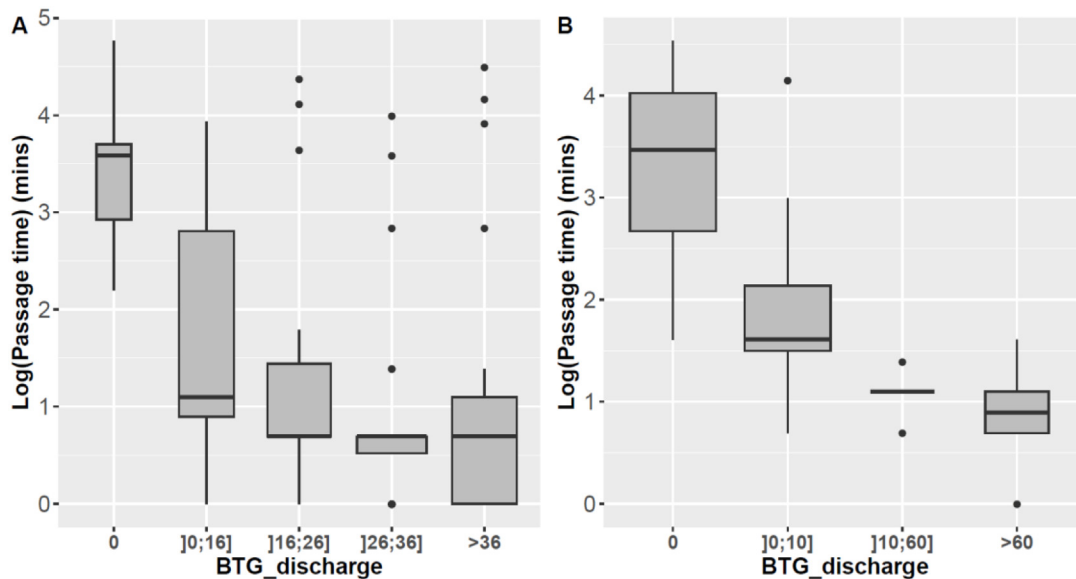 A
Log(Passage time) (mins)
5
4
3
2
1
0
0 ]0;16] ]16;26] ]26;36] >36
BTG_discharge
B
Log(Passage time) (mins)
4
3
2
1
0
0 ]0;10] ]10;60] >60
BTG_discharge